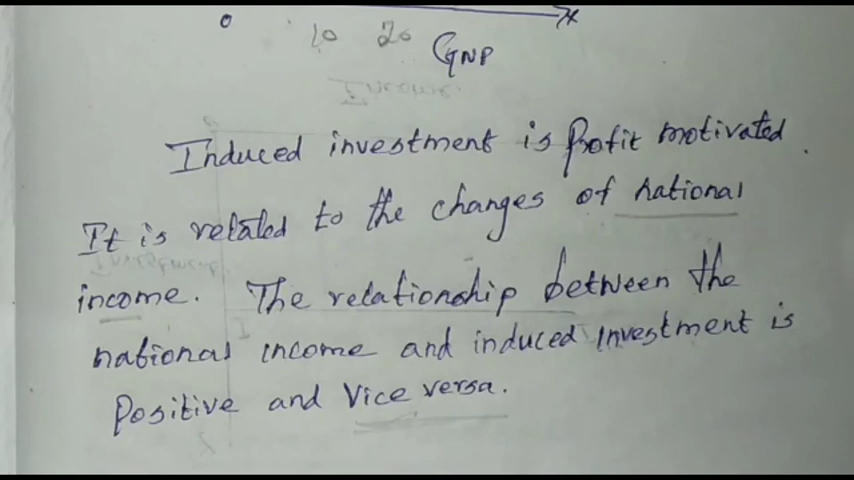 0 10 20 X
GNP
Induced investment is Profit motivated.
It is related to the changes of national
income. The relationship between the
national income and induced investment is
Positive and Vice versa.